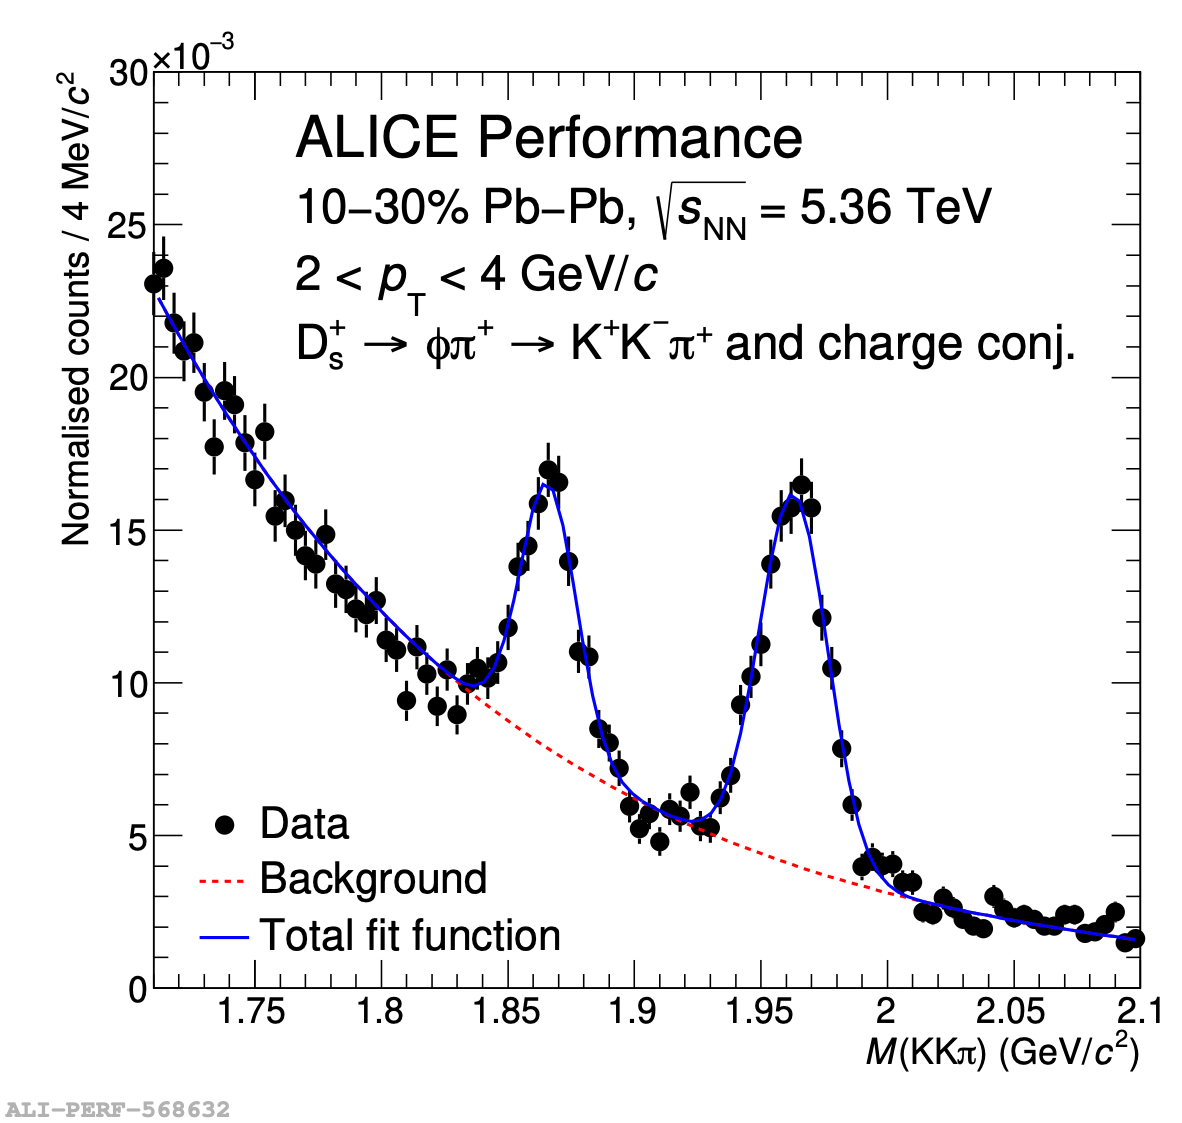 ×10⁻³
Normalised counts / 4 MeV/c²
30
25
20
15
10
5
0
ALICE Performance
10−30% Pb−Pb, √sNN = 5.36 TeV
2 < pT < 4 GeV/c
Ds⁺ → ϕπ⁺ → K⁺K⁻π⁺ and charge conj.
Data
Background
Total fit function
1.75 1.8 1.85 1.9 1.95 2 2.05 2.1
M(KKπ) (GeV/c²)
ALI−PERF−568632